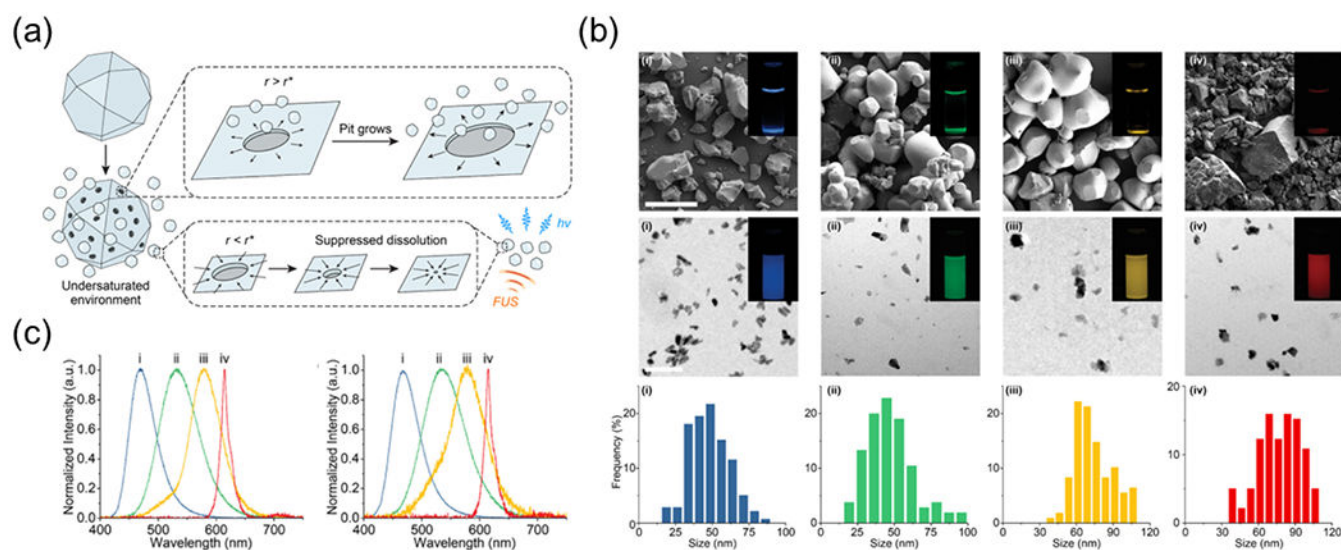 (a)
r > r*
Pit grows
r < r*
Suppressed dissolution
hv
FUS
Undersaturated
environment
(b)
(i)
(ii)
(iii)
(iv)
(i)
(ii)
(iii)
(iv)
(i)
(ii)
(iii)
(iv)
Frequency (%)
20
10
0
0 25 50 75 100
Size (nm)
20
10
0
0 25 50 75 100
Size (nm)
20
10
0
0 30 60 90 120
Size (nm)
20
15
10
5
0
0 30 60 90 120
Size (nm)
(c)
i ii iii iv
Normalized Intensity (a.u.)
1.0
0.8
0.6
0.4
0.2
0.0
400 500 600 700
Wavelength (nm)
i ii iii iv
Normalized Intensity (a.u.)
1.0
0.8
0.6
0.4
0.2
0.0
400 500 600 700
Wavelength (nm)